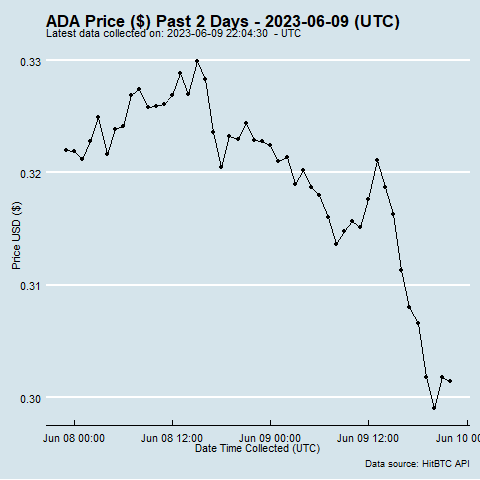 ADA Price ($) Past 2 Days - 2023-06-09 (UTC)
Latest data collected on: 2023-06-09 22:04:30 - UTC
0.33
0.32
0.31
0.30
Price USD ($)
Jun 08 00:00 Jun 08 12:00 Jun 09 00:00 Jun 09 12:00 Jun 10 0
Date Time Collected (UTC)
Data source: HitBTC API